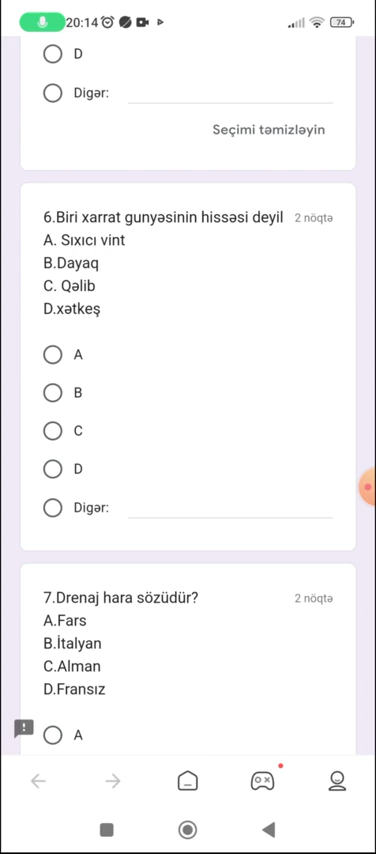 20:14
74
D
Digər:
Seçimi təmizləyin
6.Biri xarrat gunyəsinin hissəsi deyil 2 nöqtə
A. Sıxıcı vint
B.Dayaq
C. Qəlib
D.xətkeş
A
B
C
D
Digər:
7.Drenaj hara sözüdür? 2 nöqtə
A.Fars
B.İtalyan
C.Alman
D.Fransız
A